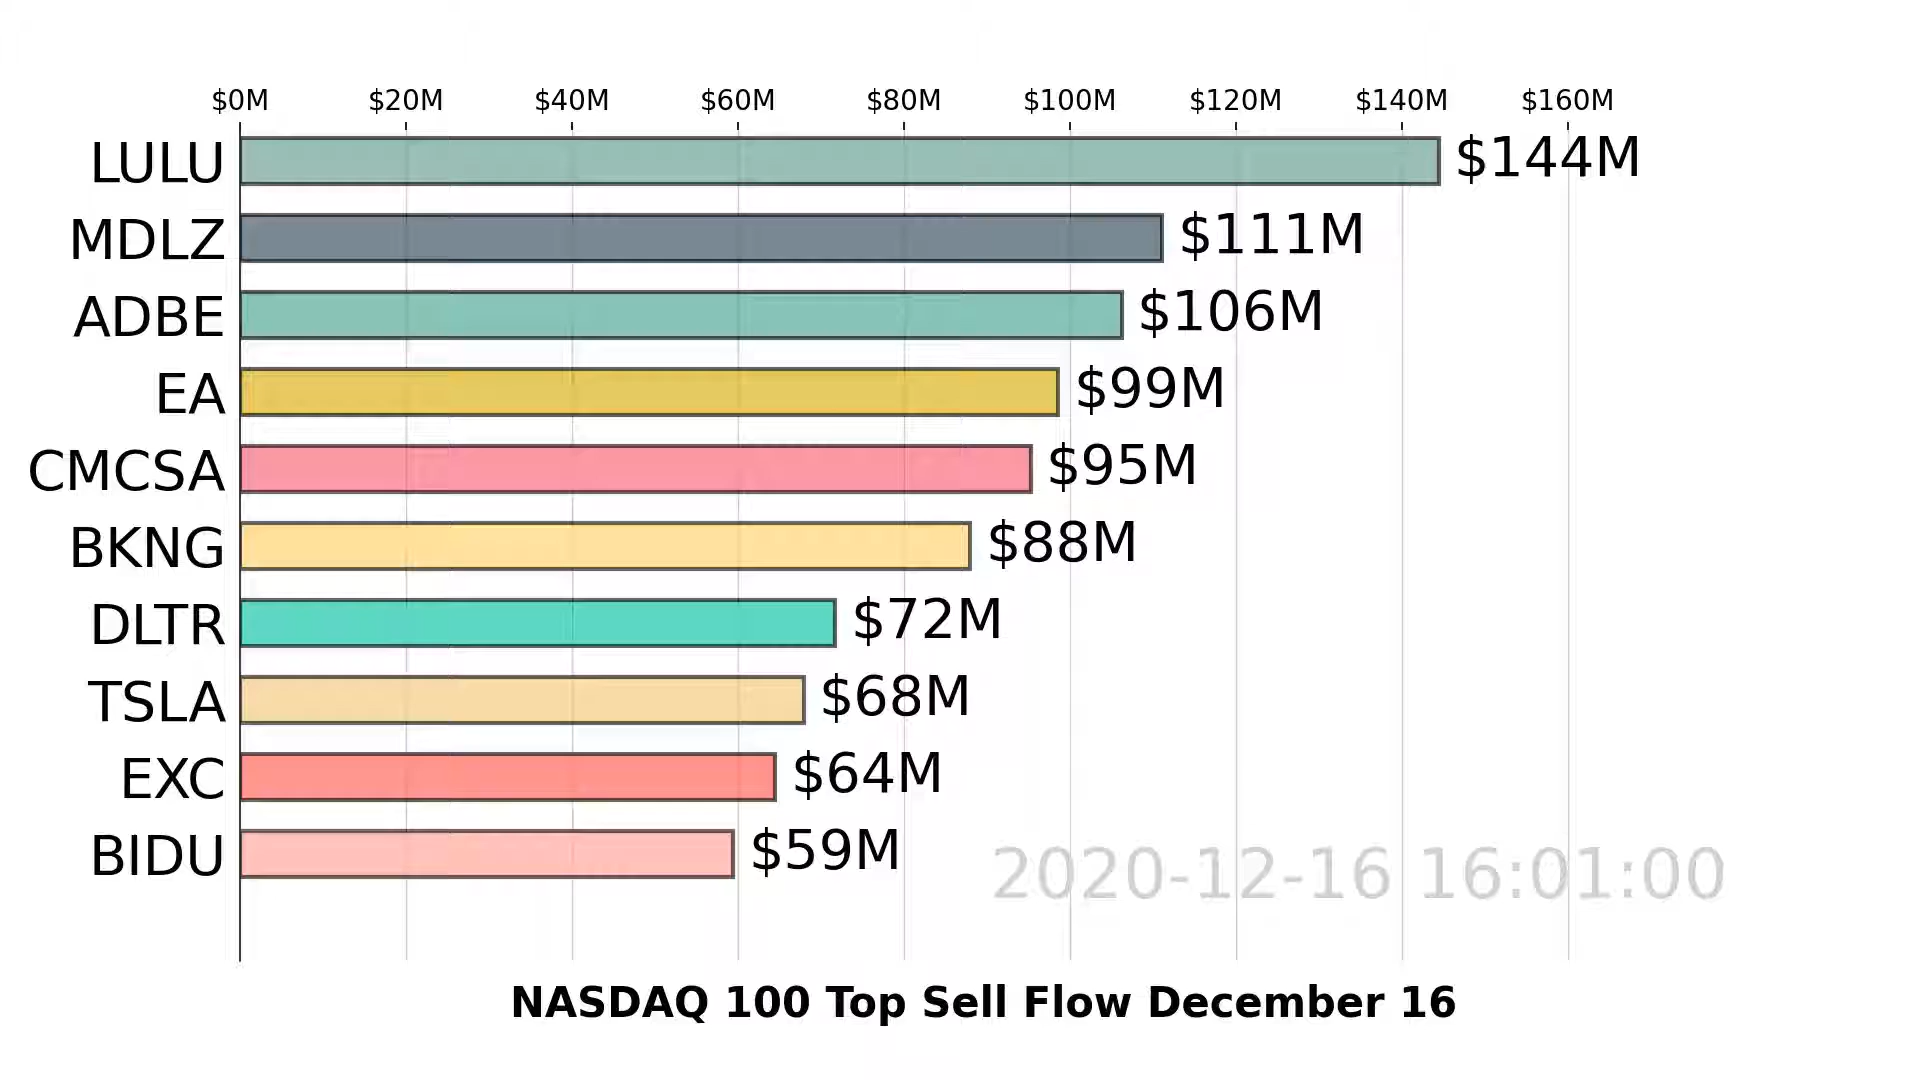 $0M $20M $40M $60M $80M $100M $120M $140M $160M
LULU $144M
MDLZ $111M
ADBE $106M
EA $99M
CMCSA $95M
BKNG $88M
DLTR $72M
TSLA $68M
EXC $64M
BIDU $59M
2020-12-16 16:01:00
NASDAQ 100 Top Sell Flow December 16